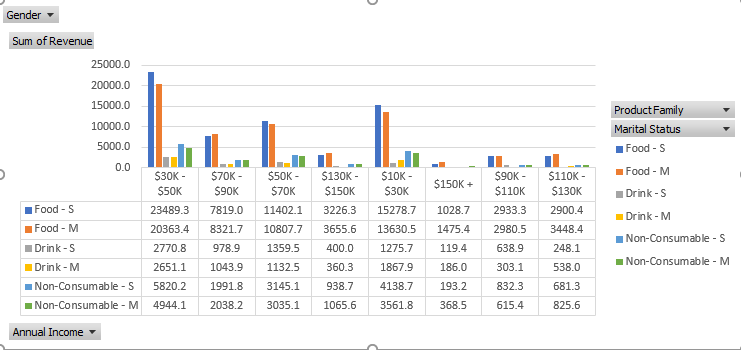 Gender
Sum of Revenue
25000.0
20000.0
15000.0
10000.0
5000.0
0.0
$30K - $70K - $50K - $130K - $10K - $150K + $90K - $110K -
$50K $90K $70K $150K $30K $110K $130K
Food - S 23489.3 7819.0 11402.1 3226.3 15278.7 1028.7 2933.3 2900.4
Food - M 20363.4 8321.7 10807.7 3655.6 13630.5 1475.4 2980.5 3448.4
Drink - S 2770.8 978.9 1359.5 400.0 1275.7 119.4 638.9 248.1
Drink - M 2651.1 1043.9 1132.5 360.3 1867.9 186.0 303.1 538.0
Non-Consumable - S 5820.2 1991.8 3145.1 938.7 4138.7 193.2 832.3 681.3
Non-Consumable - M 4944.1 2038.2 3035.1 1065.6 3561.8 368.5 615.4 825.6
Product Family
Marital Status
Food - S
Food - M
Drink - S
Drink - M
Non-Consumable - S
Non-Consumable - M
Annual Income